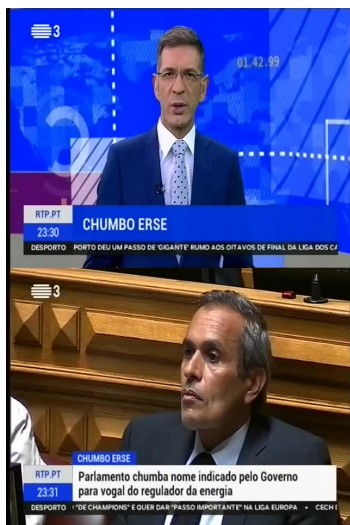 3
01.42.99
RTP.PT
23:30
CHUMBO ERSE
DESPORTO PORTO DEU UM PASSO DE 'GIGANTE' RUMO AOS OITAVOS DE FINAL DA LIGA DOS
3
CHUMBO ERSE
RTP.PT
23:31
Parlamento chumba nome indicado pelo Governo
para vogal do regulador da energia
DESPORTO "DE CHAMPIONS" E QUER DAR "PASSO IMPORTANTE" NA LIGA EUROPA • CECH